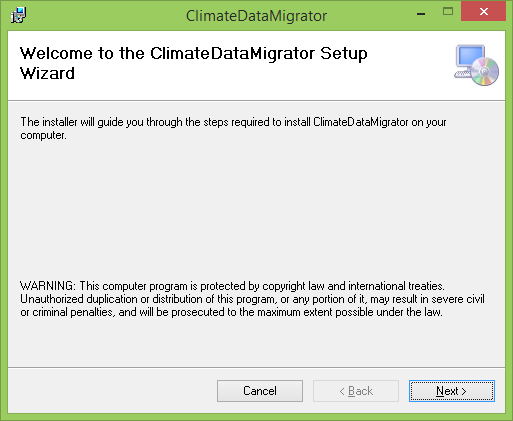 ClimateDataMigrator
Welcome to the ClimateDataMigrator Setup
Wizard
The installer will guide you through the steps required to install ClimateDataMigrator on your
computer.
WARNING: This computer program is protected by copyright law and international treaties.
Unauthorized duplication or distribution of this program, or any portion of it, may result in severe civil
or criminal penalties, and will be prosecuted to the maximum extent possible under the law.
Cancel
< Back
Next >